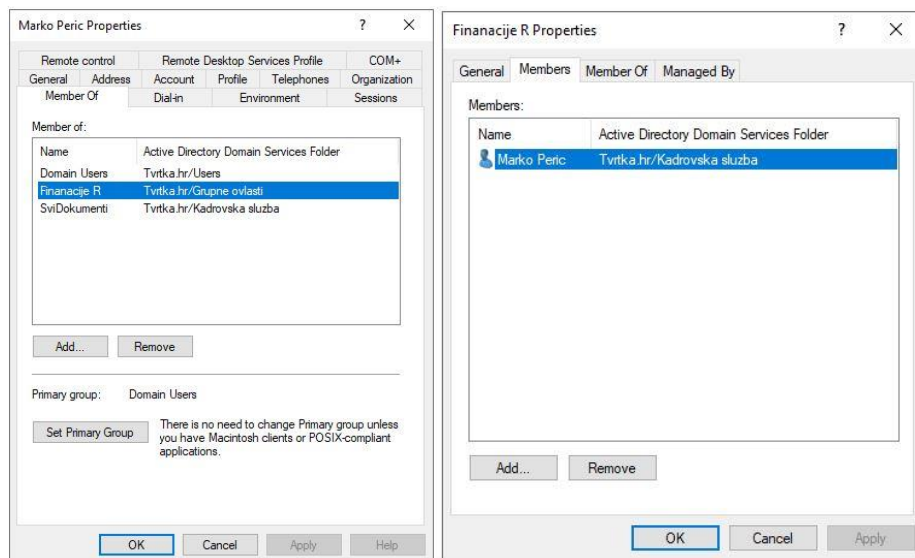 Marko Peric Properties
Remote control Remote Desktop Services Profile COM+
General Address Account Profile Telephones Organization
Member Of Dial-in Environment Sessions
Member of:
Name Active Directory Domain Services Folder
Domain Users Tvrtka.hr/Users
Finanacije R Tvrtka.hr/Grupne ovlasti
SviDokumenti Tvrtka.hr/Kadrovska sluzba
Add... Remove
Primary group: Domain Users
Set Primary Group
There is no need to change Primary group unless
you have Macintosh clients or POSIX-compliant
applications.
OK Cancel Apply Help
Finanacije R Properties
General Members Member Of Managed By
Members:
Name Active Directory Domain Services Folder
Marko Peric Tvrtka.hr/Kadrovska sluzba
Add... Remove
OK Cancel Apply